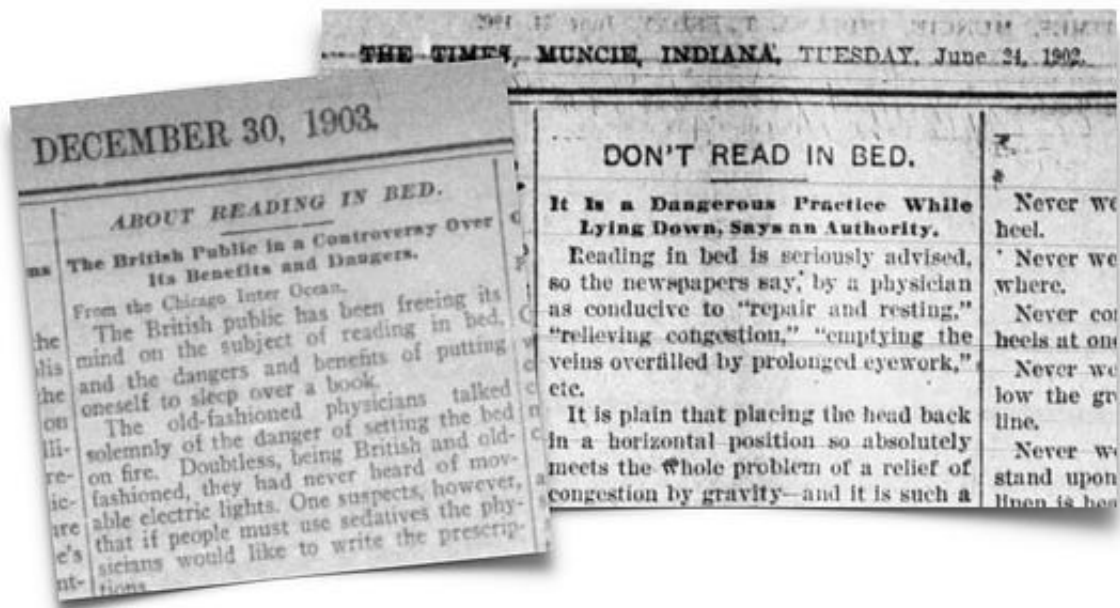 THE TIMES, MUNCIE, INDIANA, TUESDAY, June 24, 1902.
DECEMBER 30, 1903.
ABOUT READING IN BED.
The British Public in a Controversy Over
Its Benefits and Dangers.
From the Chicago Inter Ocean.
The British public has been freeing its
mind on the subject of reading in bed,
and the dangers and benefits of putting
oneself to sleep over a book.
The old-fashioned physicians talked
solemnly of the danger of setting the bed
on fire. Doubtless, being British and old-
fashioned, they had never heard of mov-
able electric lights. One suspects, however,
that if people must use sedatives the phy-
sicians would like to write the prescrip-
tions
DON'T READ IN BED.
It Is a Dangerous Practice While
Lying Down, Says an Authority.
Reading in bed is seriously advised,
so the newspapers say, by a physician
as conducive to "repair and resting,"
"relieving congestion," "emptying the
veins overfilled by prolonged eyework,"
etc.
It is plain that placing the head back
in a horizontal position so absolutely
meets the whole problem of a relief of
congestion by gravity—and it is such a
Never we
heel.
Never we
where.
Never con
heels at one
Never we
low the gr
line.
Never we
stand upon
linen is